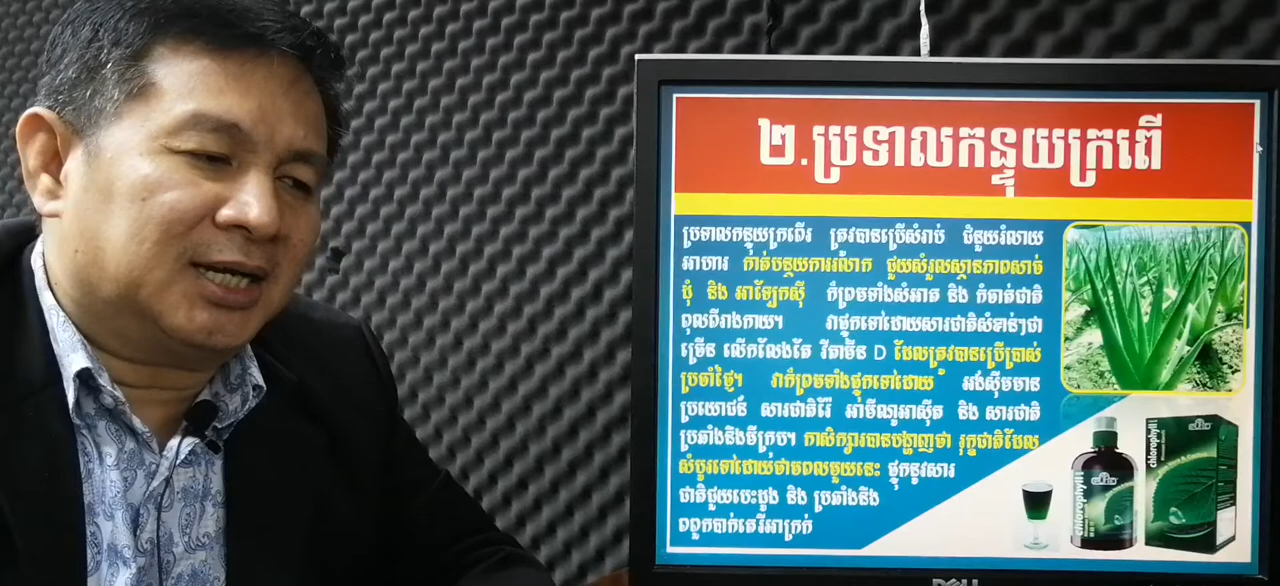 ២.ប្រទាលកន្ទុយក្រពើ
ប្រទាលកន្ទុយក្រពើរ ត្រូវបានប្រើសំរាប់ ជំនួយរំលាយ
អាហារ កាត់បន្ថយការរលាក ជួយសំរួលស្ថានភាពសាច់
ដុំ និង អាឡែកស៊ី ក៏ព្រមទាំងសំអាត និង កំចាត់ជាតិ
ពុលពីរាងកាយ។ វាផ្ទុកទៅដោយសារជាតិសំខាន់ៗជា
ច្រើន លើកលែងតែ វីតាមីន D ដែលត្រូវបានប្រើប្រាស់
ប្រចាំថ្ងៃ។ វាក៏ព្រមទាំងផ្ទុកទៅដោយ អង់ស៊ីមមាន
ប្រយោជន៍ សារជាតិរ៉ែ អាមីណូអាស៊ីត និង សារជាតិ
ប្រឆាំងនឹងមីក្រុប។ ការសិក្សាបានបង្ហាញថា រុក្ខជាតិដែល
សំបូរទៅដោយថាមពលមួយនេះ ផ្ទុកនូវសារ
ជាតិជួយបេះដូង និង ប្រឆាំងនឹង
ពពួកបាក់តេរីអាក្រក់
chlorophyll
chlorophyll
DELL